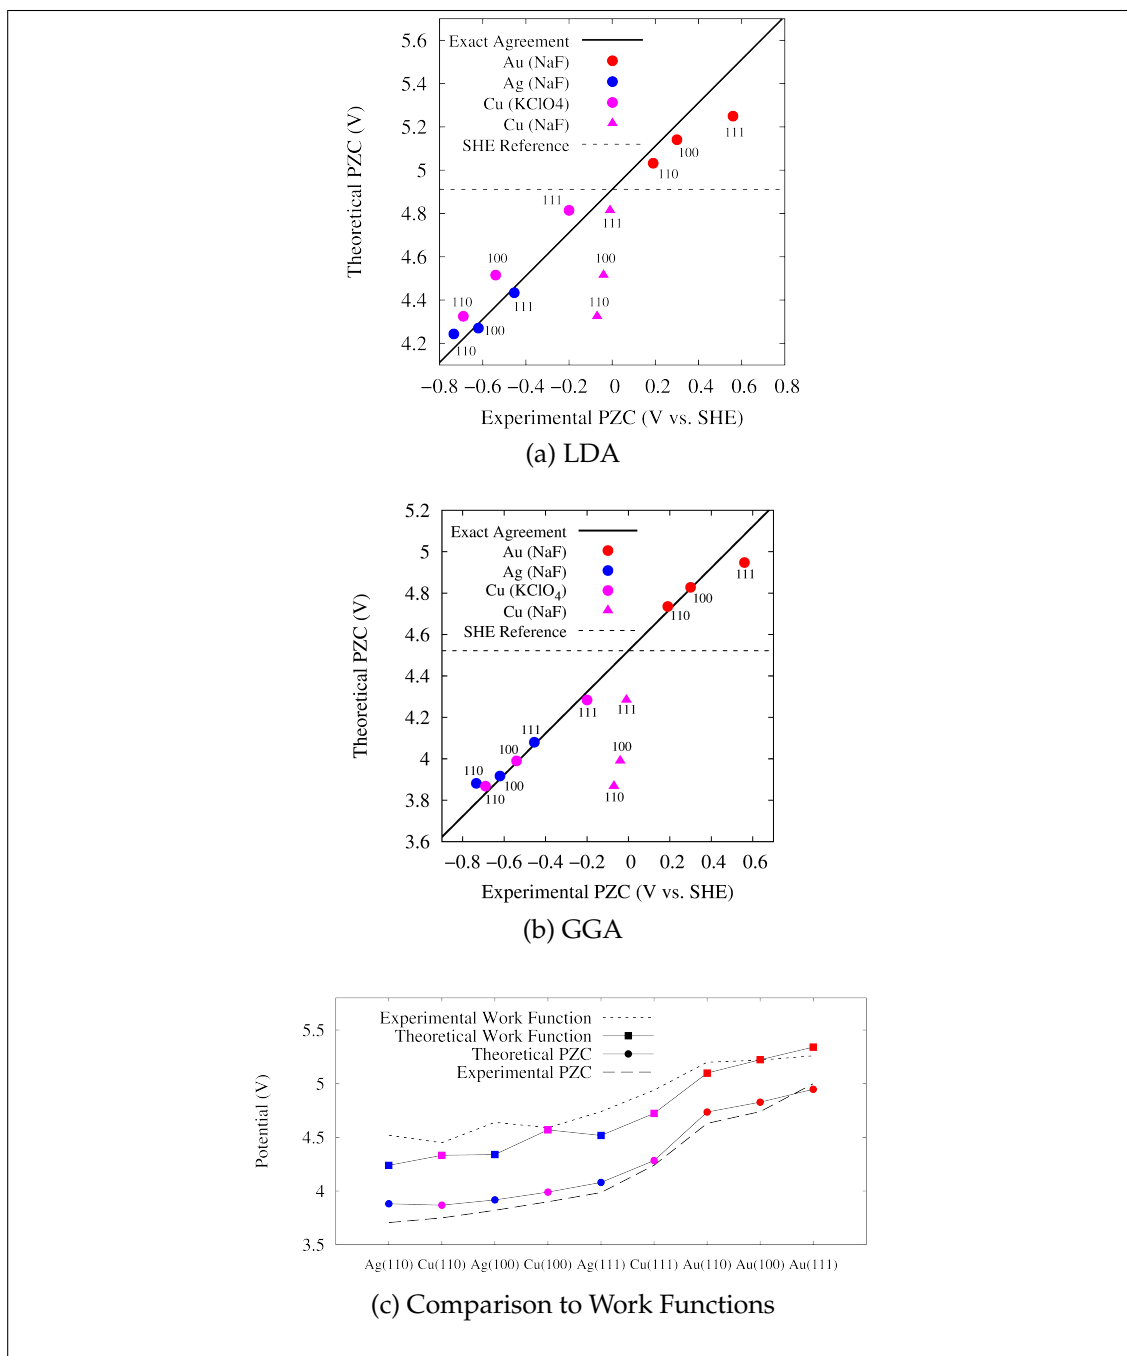 5.6
5.4
5.2
5
4.8
4.6
4.4
4.2
Theoretical PZC (V)
Exact Agreement
Au (NaF)
Ag (NaF)
Cu (KClO4)
Cu (NaF)
SHE Reference
111
100
110
111
111
100
100
111
110
110
100
110
−0.8 −0.6 −0.4 −0.2 0 0.2 0.4 0.6 0.8
Experimental PZC (V vs. SHE)
(a) LDA
5.2
5
4.8
4.6
4.4
4.2
4
3.8
3.6
Theoretical PZC (V)
Exact Agreement
Au (NaF)
Ag (NaF)
Cu (KClO4)
Cu (NaF)
SHE Reference
111
100
110
111
111
111
100
100
110
100
110
110
−0.8 −0.6 −0.4 −0.2 0 0.2 0.4 0.6
Experimental PZC (V vs. SHE)
(b) GGA
5.5
5
4.5
4
3.5
Potential (V)
Experimental Work Function
Theoretical Work Function
Theoretical PZC
Experimental PZC
Ag(110) Cu(110) Ag(100) Cu(100) Ag(111) Cu(111) Au(110) Au(100) Au(111)
(c) Comparison to Work Functions